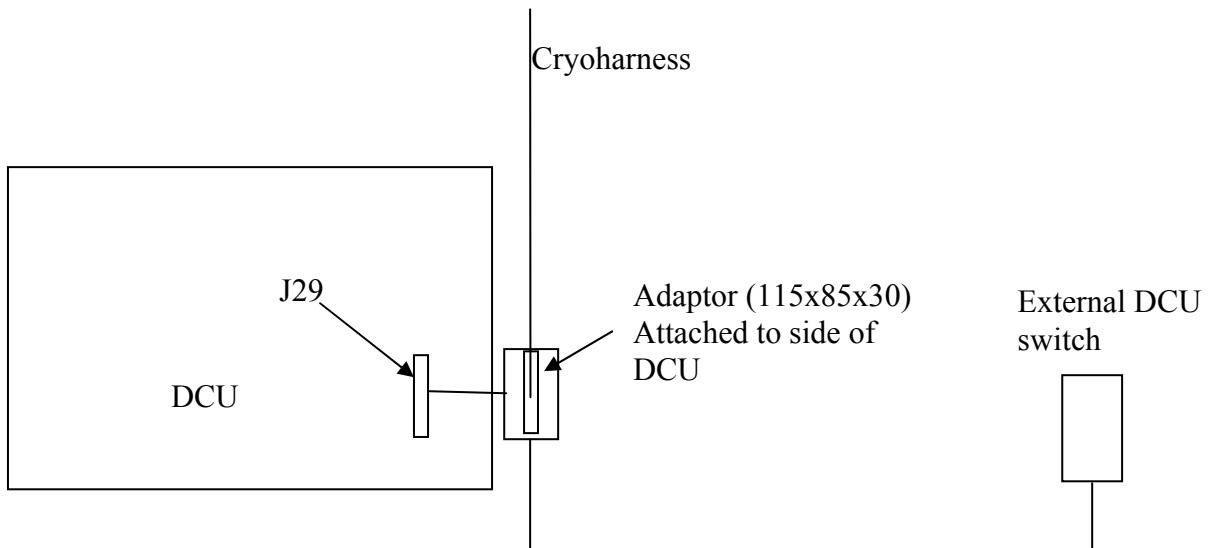 Cryoharness
J29
Adaptor (115x85x30)
Attached to side of
DCU
External DCU
switch
DCU